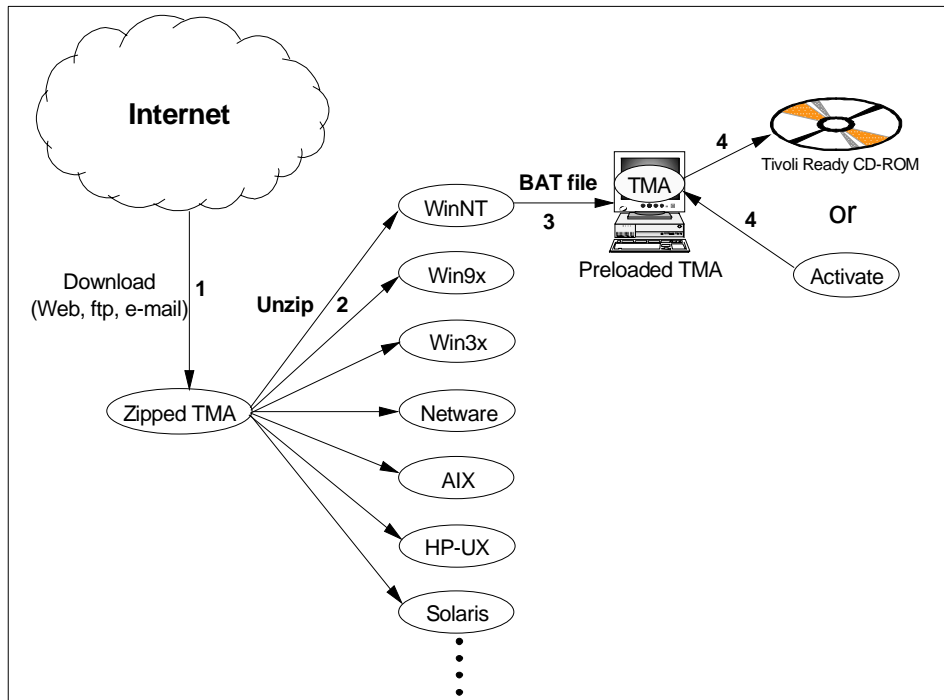 Internet
Download
(Web, ftp, e-mail)
1
Zipped TMA
Unzip
2
WinNT
Win9x
Win3x
Netware
AIX
HP-UX
Solaris
BAT file
3
TMA
Preloaded TMA
4
Tivoli Ready CD-ROM
or
4
Activate